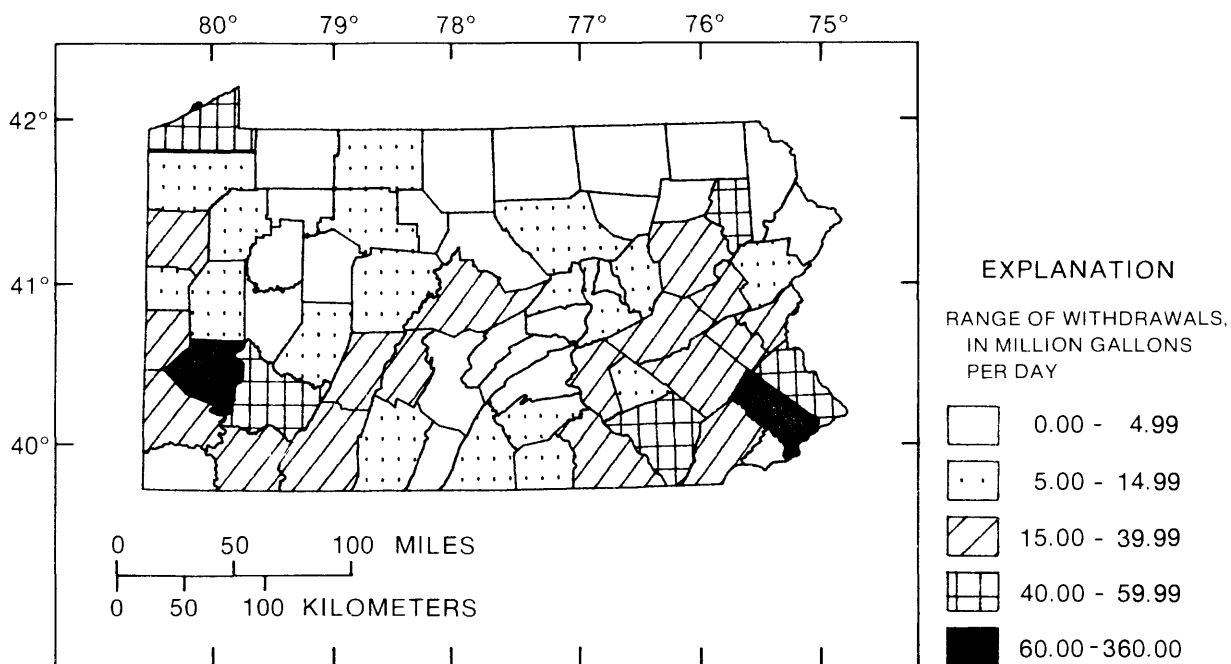 80° 79° 78° 77° 76° 75°
42°
41°
40°
0 50 100 MILES
0 50 100 KILOMETERS
EXPLANATION
RANGE OF WITHDRAWALS,
IN MILLION GALLONS
PER DAY
0.00 - 4.99
5.00 - 14.99
15.00 - 39.99
40.00 - 59.99
60.00 - 360.00